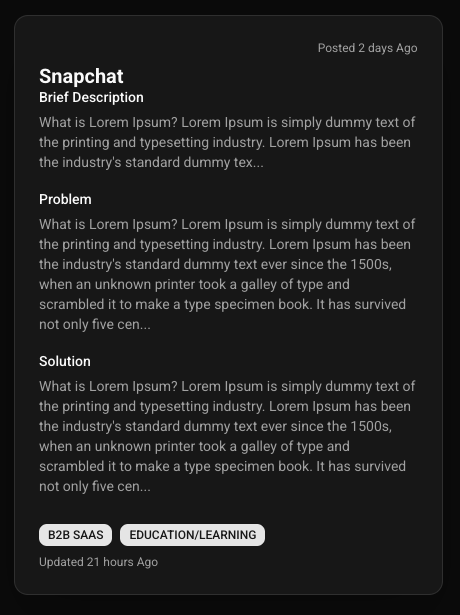 Posted 2 days Ago
Snapchat
Brief Description
What is Lorem Ipsum? Lorem Ipsum is simply dummy text of
the printing and typesetting industry. Lorem Ipsum has been
the industry's standard dummy tex...
Problem
What is Lorem Ipsum? Lorem Ipsum is simply dummy text of
the printing and typesetting industry. Lorem Ipsum has been
the industry's standard dummy text ever since the 1500s,
when an unknown printer took a galley of type and
scrambled it to make a type specimen book. It has survived
not only five cen...
Solution
What is Lorem Ipsum? Lorem Ipsum is simply dummy text of
the printing and typesetting industry. Lorem Ipsum has been
the industry's standard dummy text ever since the 1500s,
when an unknown printer took a galley of type and
scrambled it to make a type specimen book. It has survived
not only five cen...
B2B SAAS EDUCATION/LEARNING
Updated 21 hours Ago